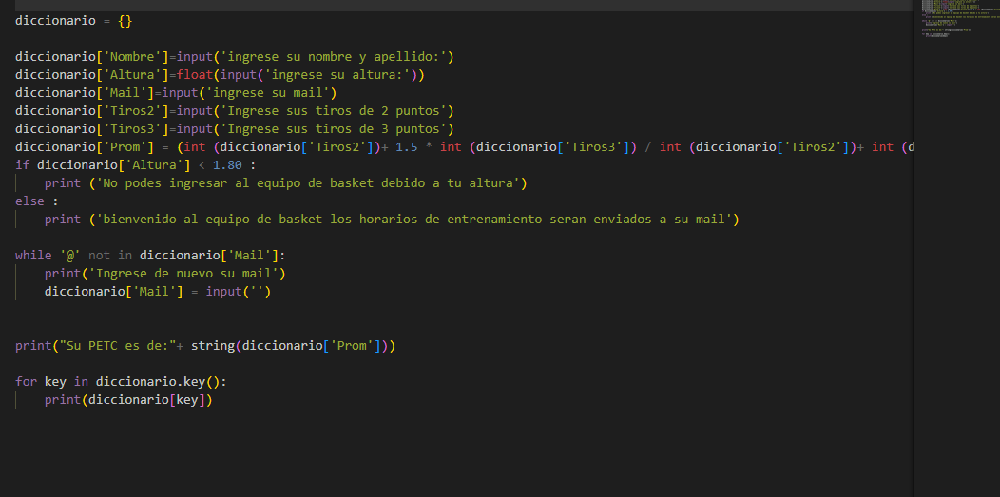 diccionario = {}
diccionario['Nombre']=input('ingrese su nombre y apellido:')
diccionario['Altura']=float(input('ingrese su altura:'))
diccionario['Mail']=input('ingrese su mail')
diccionario['Tiros2']=input('Ingrese sus tiros de 2 puntos')
diccionario['Tiros3']=input('Ingrese sus tiros de 3 puntos')
diccionario['Prom'] = (int (diccionario['Tiros2'])+ 1.5 * int (diccionario['Tiros3']) / int (diccionario['Tiros2'])+ int (d
if diccionario['Altura'] < 1.80 :
    print ('No podes ingresar al equipo de basket debido a tu altura')
else :
    print ('bienvenido al equipo de basket los horarios de entrenamiento seran enviados a su mail')
while '@' not in diccionario['Mail']:
    print('Ingrese de nuevo su mail')
    diccionario['Mail'] = input('')
print("Su PETC es de:"+ string(diccionario['Prom']))
for key in diccionario.key():
    print(diccionario[key])